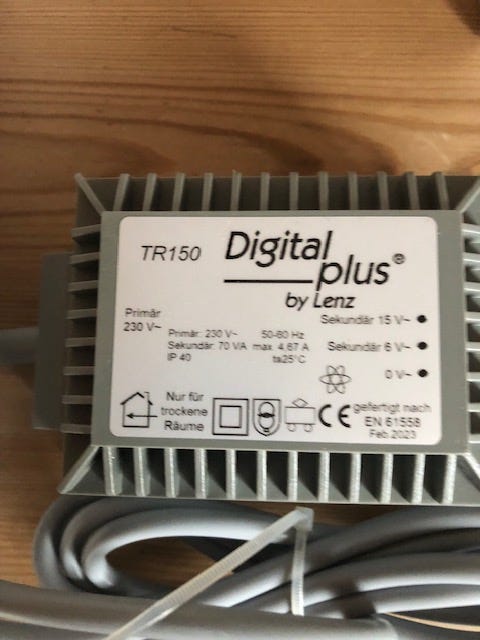 TR150
Digital
plus®
by Lenz
Primär
230 V~
Primär: 230 V~ 50-60 Hz
Sekundär: 70 VA max. 4.67 A
IP 40 ta25°C
Sekundär 15 V~
Sekundär 6 V~
0 V~
Nur für
trockene
Räume
CE
gefertigt nach
EN 61558
Feb 2023